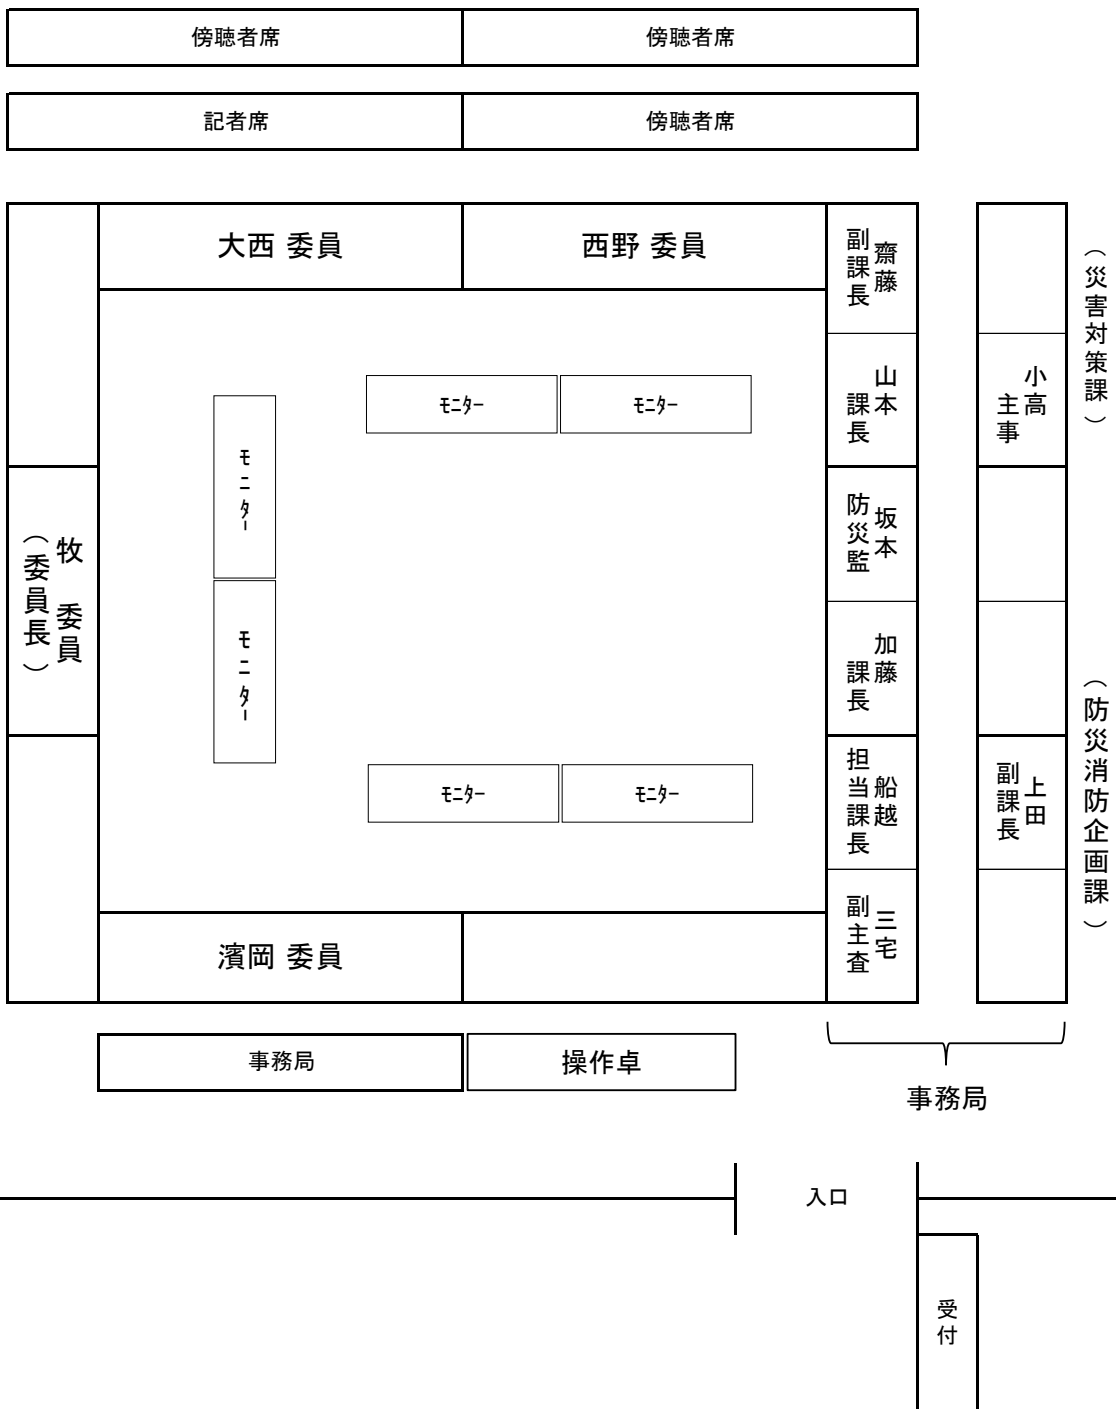 傍聴者席
傍聴者席
記者席
傍聴者席
大西 委員
西野 委員
齋藤
副課長
山本
課長
坂本
防災監
加藤
課長
船越
担当課長
三宅
副主査
小高
主事
上田
副課長
（災害対策課）
（防災消防企画課）
ﾓﾆﾀｰ
ﾓﾆﾀｰ
モニター
モニター
牧 委員
（委員長）
ﾓﾆﾀｰ
ﾓﾆﾀｰ
濱岡 委員
事務局
操作卓
事務局
入口
受付